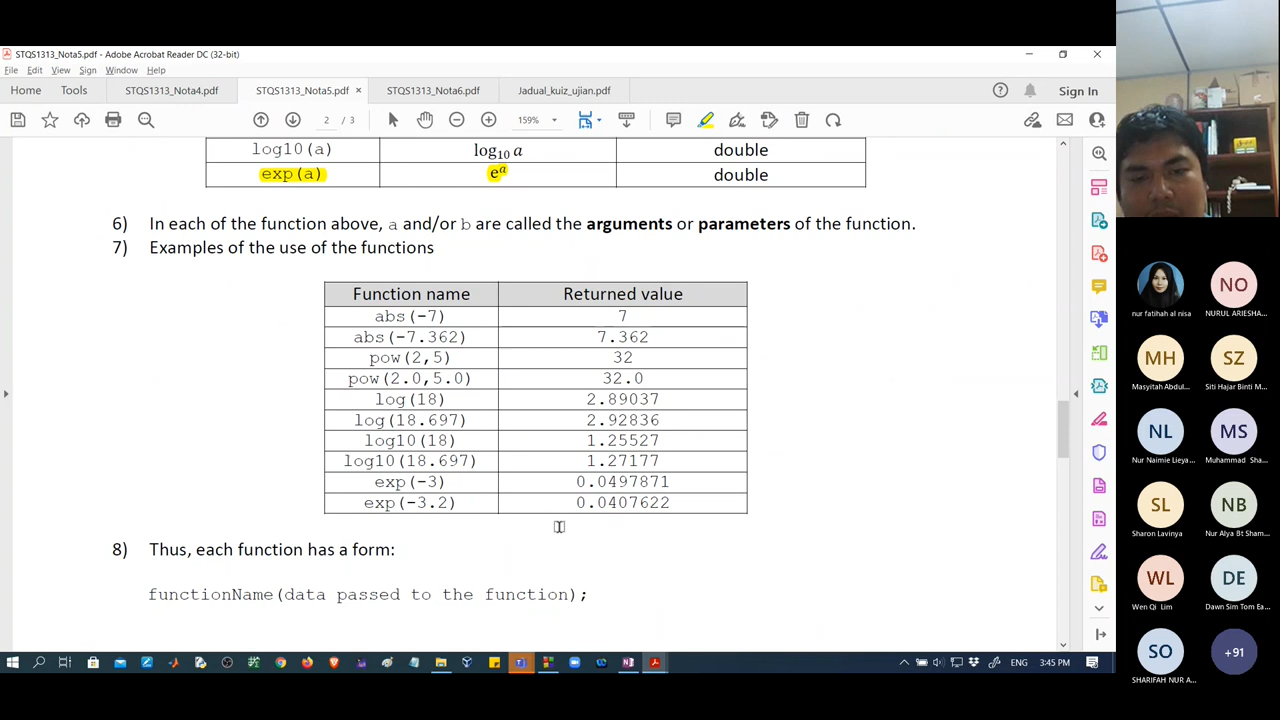 STQS1313_Nota5.pdf - Adobe Acrobat Reader DC (32-bit)
File Edit View Sign Window Help
Home Tools STQS1313_Nota4.pdf STQS1313_Nota5.pdf × STQS1313_Nota6.pdf Jadual_kuiz_ujian.pdf Sign In
2 / 3 159%
log10(a) log₁₀ a double
exp(a) eᵃ double
6) In each of the function above, a and/or b are called the arguments or parameters of the function.
7) Examples of the use of the functions
Function name Returned value
abs(-7) 7
abs(-7.362) 7.362
pow(2,5) 32
pow(2.0,5.0) 32.0
log(18) 2.89037
log(18.697) 2.92836
log10(18) 1.25527
log10(18.697) 1.27177
exp(-3) 0.0497871
exp(-3.2) 0.0407622
8) Thus, each function has a form:
functionName(data passed to the function);
ENG 3:45 PM
nur fatihah al nisa
NO
NURUL ARIESHA...
MH
Masyitah Abdul...
SZ
Siti Hajar Binti M...
NL
Nur Naimie Lieya...
MS
Muhammad Sha...
SL
Sharon Lavinya
NB
Nur Alya Bt Sham...
WL
Wen Qi Lim
DE
Dawn Sim Tom Ea...
SO
SHARIFAH NUR A...
+91